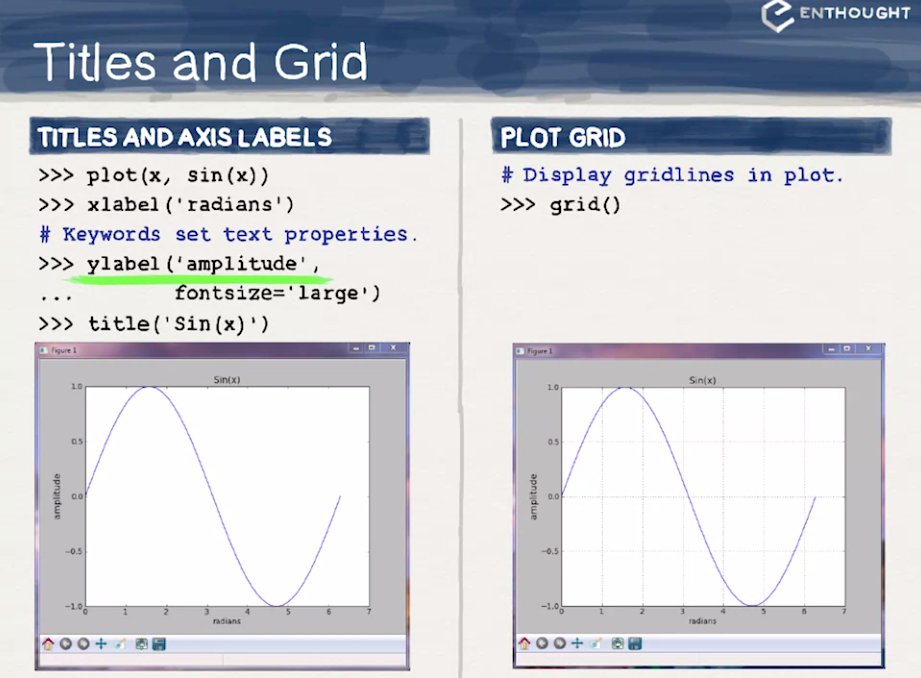 ENTHOUGHT
Titles and Grid
TITLES AND AXIS LABELS
>>> plot(x, sin(x))
>>> xlabel('radians')
# Keywords set text properties.
>>> ylabel('amplitude',
... fontsize='large')
>>> title('Sin(x)')
Figure 1
Sin(x)
1.0
0.5
0.0
−0.5
−1.0
amplitude
0 1 2 3 4 5 6 7
radians
PLOT GRID
# Display gridlines in plot.
>>> grid()
Figure 1
Sin(x)
1.0
0.5
0.0
−0.5
−1.0
amplitude
0 1 2 3 4 5 6 7
radians